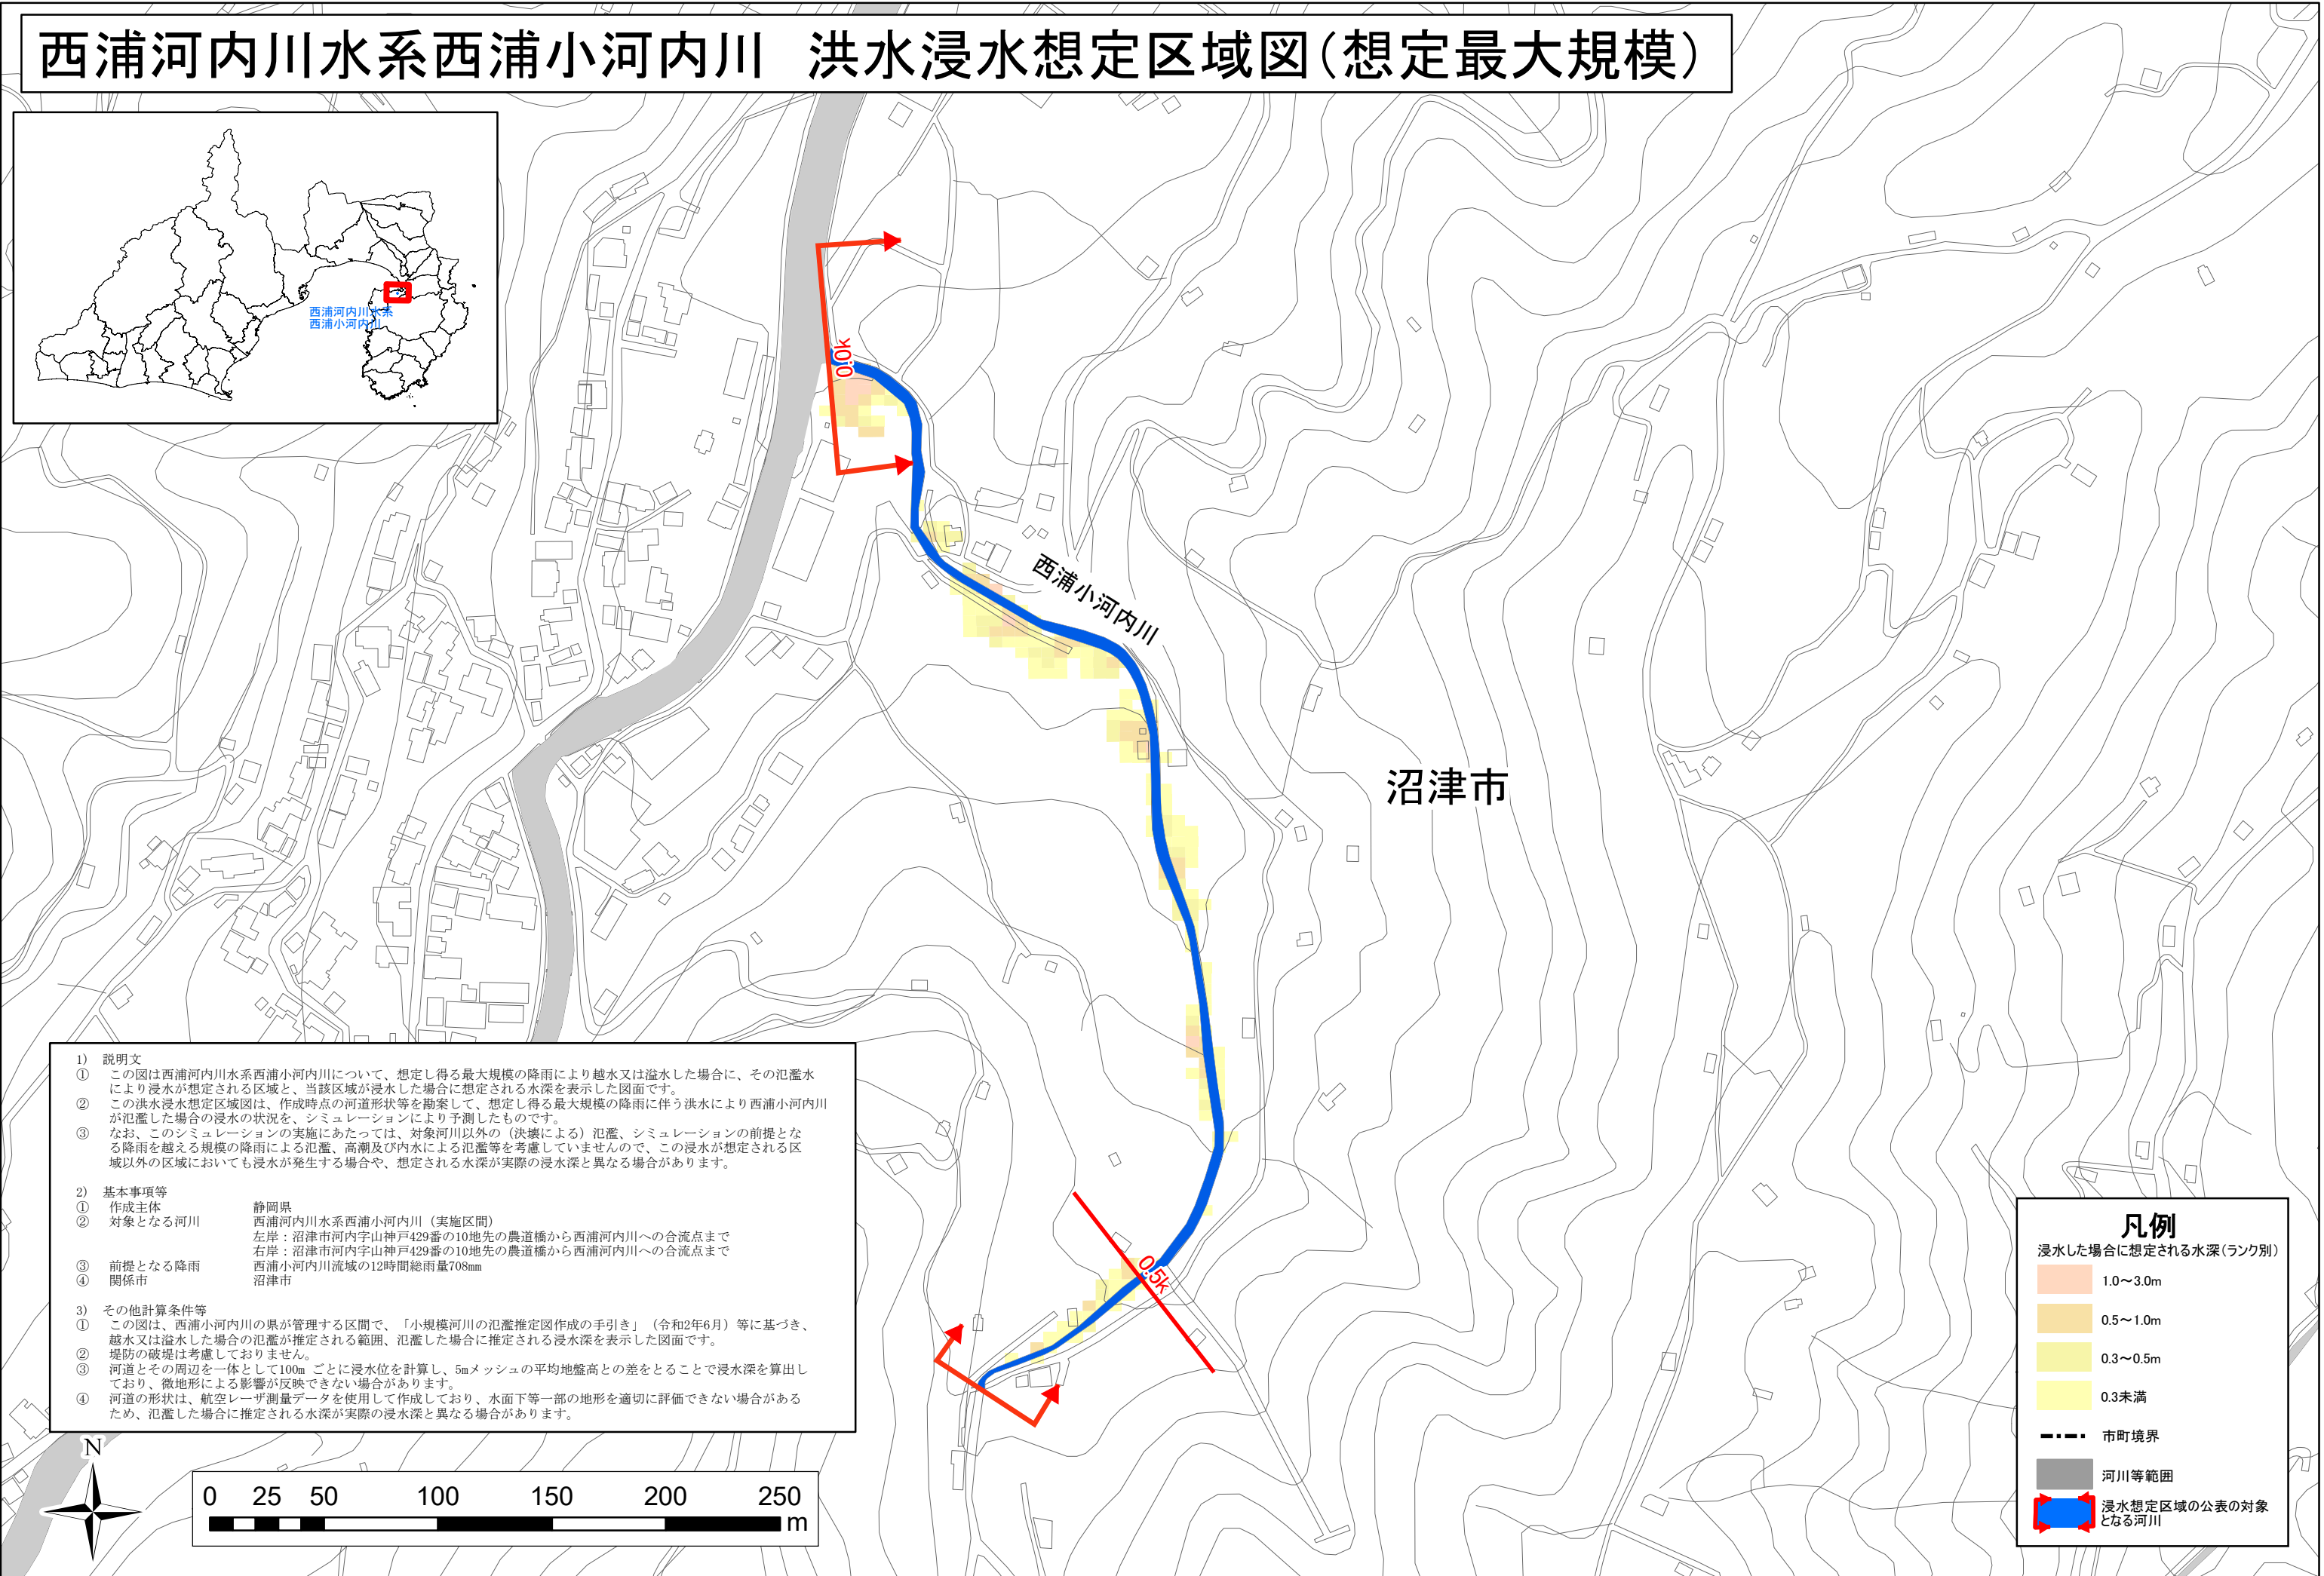 西浦河内川水系西浦小河内川　洪水浸水想定区域図（想定最大規模）
西浦河内川水系
西浦小河内川
0.0k
西浦小河内川
沼津市
0.5k
1)　説明文
①　この図は西浦河内川水系西浦小河内川について、想定し得る最大規模の降雨により越水又は溢水した場合に、その氾濫水
により浸水が想定される区域と、当該区域が浸水した場合に想定される水深を表示した図面です。
②　この洪水浸水想定区域図は、作成時点の河道形状等を勘案して、想定し得る最大規模の降雨に伴う洪水により西浦小河内川
が氾濫した場合の浸水の状況を、シミュレーションにより予測したものです。
③　なお、このシミュレーションの実施にあたっては、対象河川以外の（決壊による）氾濫、シミュレーションの前提とな
る降雨を越える規模の降雨による氾濫、高潮及び内水による氾濫等を考慮していませんので、この浸水が想定される区
域以外の区域においても浸水が発生する場合や、想定される水深が実際の浸水深と異なる場合があります。
2)　基本事項等
①　作成主体　静岡県
②　対象となる河川　西浦河内川水系西浦小河内川（実施区間）
左岸：沼津市河内字山神戸429番の10地先の農道橋から西浦河内川への合流点まで
右岸：沼津市河内字山神戸429番の10地先の農道橋から西浦河内川への合流点まで
③　前提となる降雨　西浦小河内川流域の12時間総雨量708mm
④　関係市　沼津市
3)　その他計算条件等
①　この図は、西浦小河内川の県が管理する区間で、「小規模河川の氾濫推定図作成の手引き」（令和2年6月）等に基づき、
越水又は溢水した場合の氾濫が推定される範囲、氾濫した場合に推定される浸水深を表示した図面です。
②　堤防の破堤は考慮しておりません。
③　河道とその周辺を一体として100m ごとに浸水位を計算し、5mメッシュの平均地盤高との差をとることで浸水深を算出し
ており、微地形による影響が反映できない場合があります。
④　河道の形状は、航空レーザ測量データを使用して作成しており、水面下等一部の地形を適切に評価できない場合がある
ため、氾濫した場合に推定される水深が実際の浸水深と異なる場合があります。
N
0 25 50 100 150 200 250
m
凡例
浸水した場合に想定される水深（ランク別）
1.0～3.0m
0.5～1.0m
0.3～0.5m
0.3未満
市町境界
河川等範囲
浸水想定区域の公表の対象
となる河川